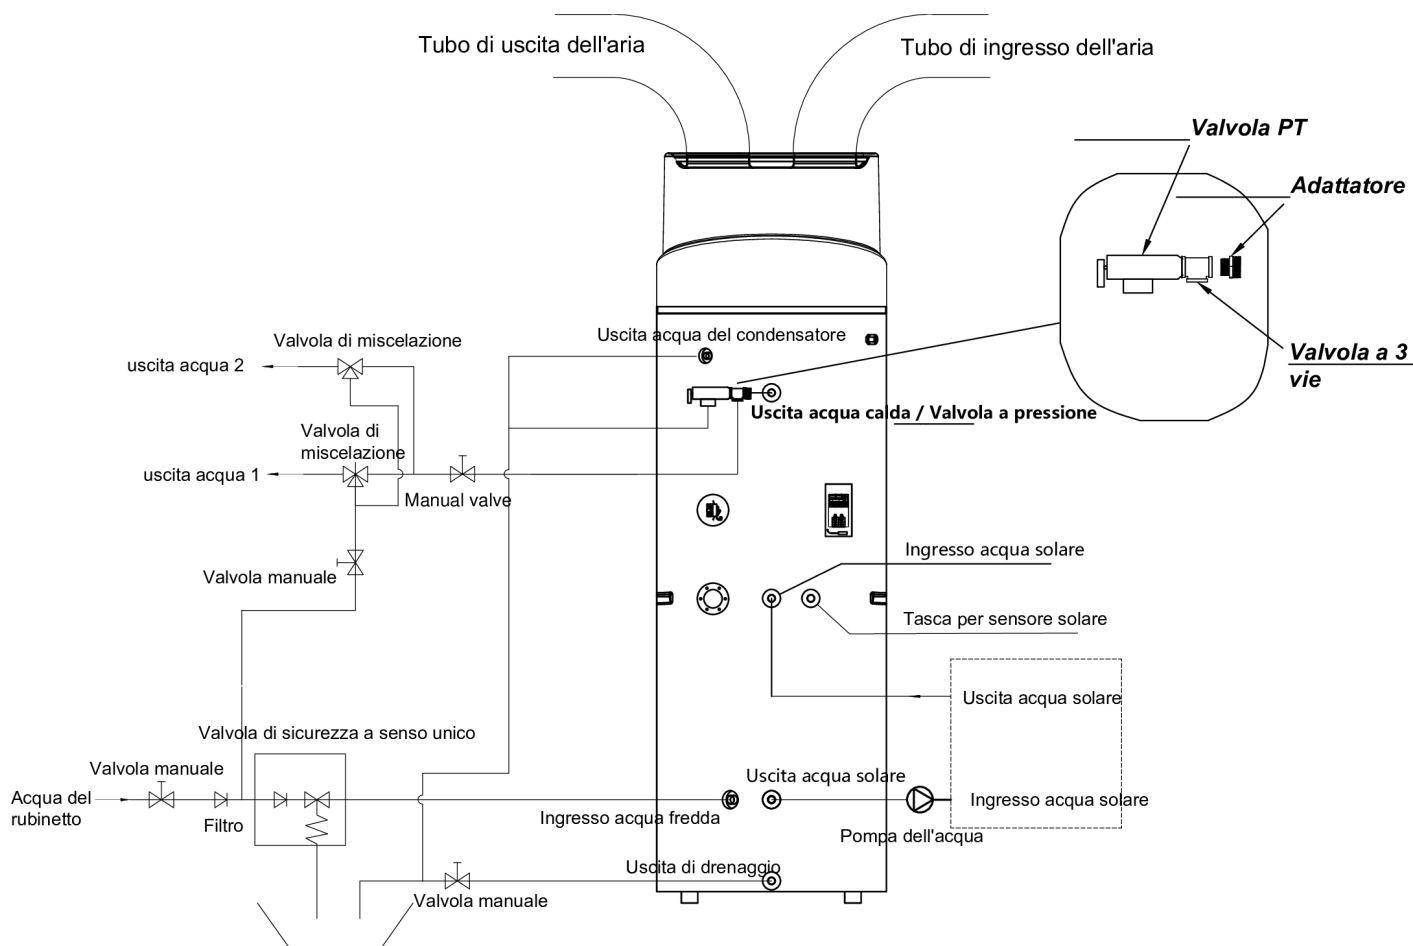 Tubo di uscita dell'aria
Tubo di ingresso dell'aria
Valvola PT
Adattatore
Valvola a 3
vie
Uscita acqua del condensatore
Valvola di miscelazione
uscita acqua 2
Uscita acqua calda / Valvola a pressione
Valvola di
miscelazione
uscita acqua 1
Manual valve
Ingresso acqua solare
Valvola manuale
Tasca per sensore solare
Uscita acqua solare
Valvola di sicurezza a senso unico
Valvola manuale
Uscita acqua solare
Acqua del
rubinetto
Filtro
Ingresso acqua fredda
Ingresso acqua solare
Pompa dell'acqua
Uscita di drenaggio
Valvola manuale